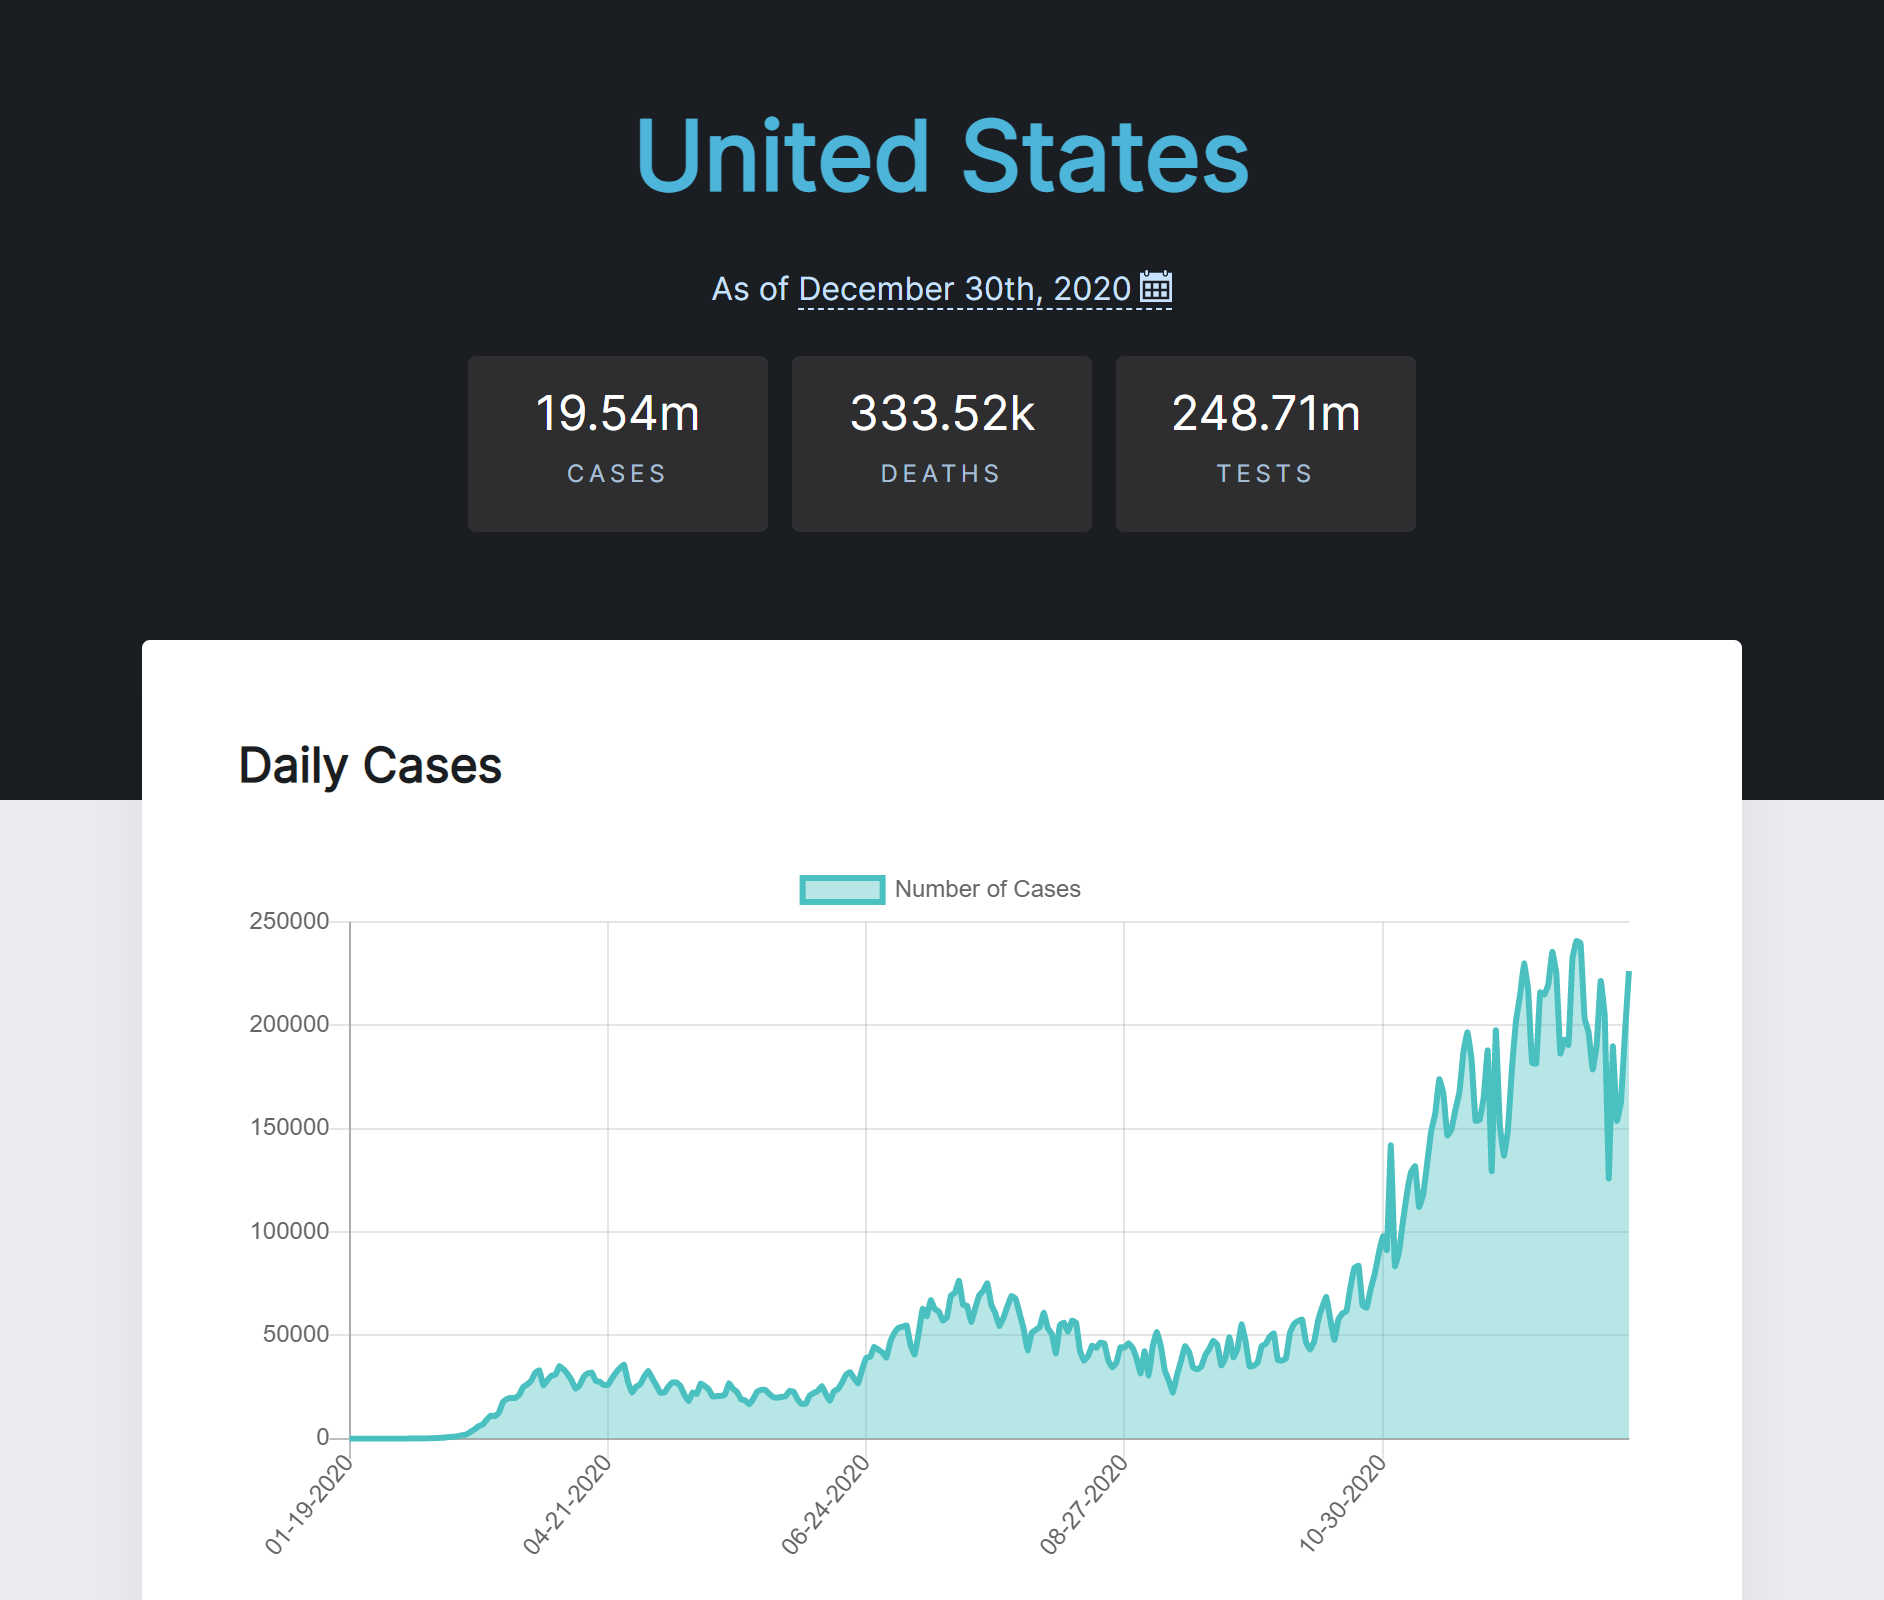 United States
As of December 30th, 2020
19.54m
CASES
333.52k
DEATHS
248.71m
TESTS
Daily Cases
Number of Cases
250000
200000
150000
100000
50000
0
01-19-2020
04-21-2020
06-24-2020
08-27-2020
10-30-2020